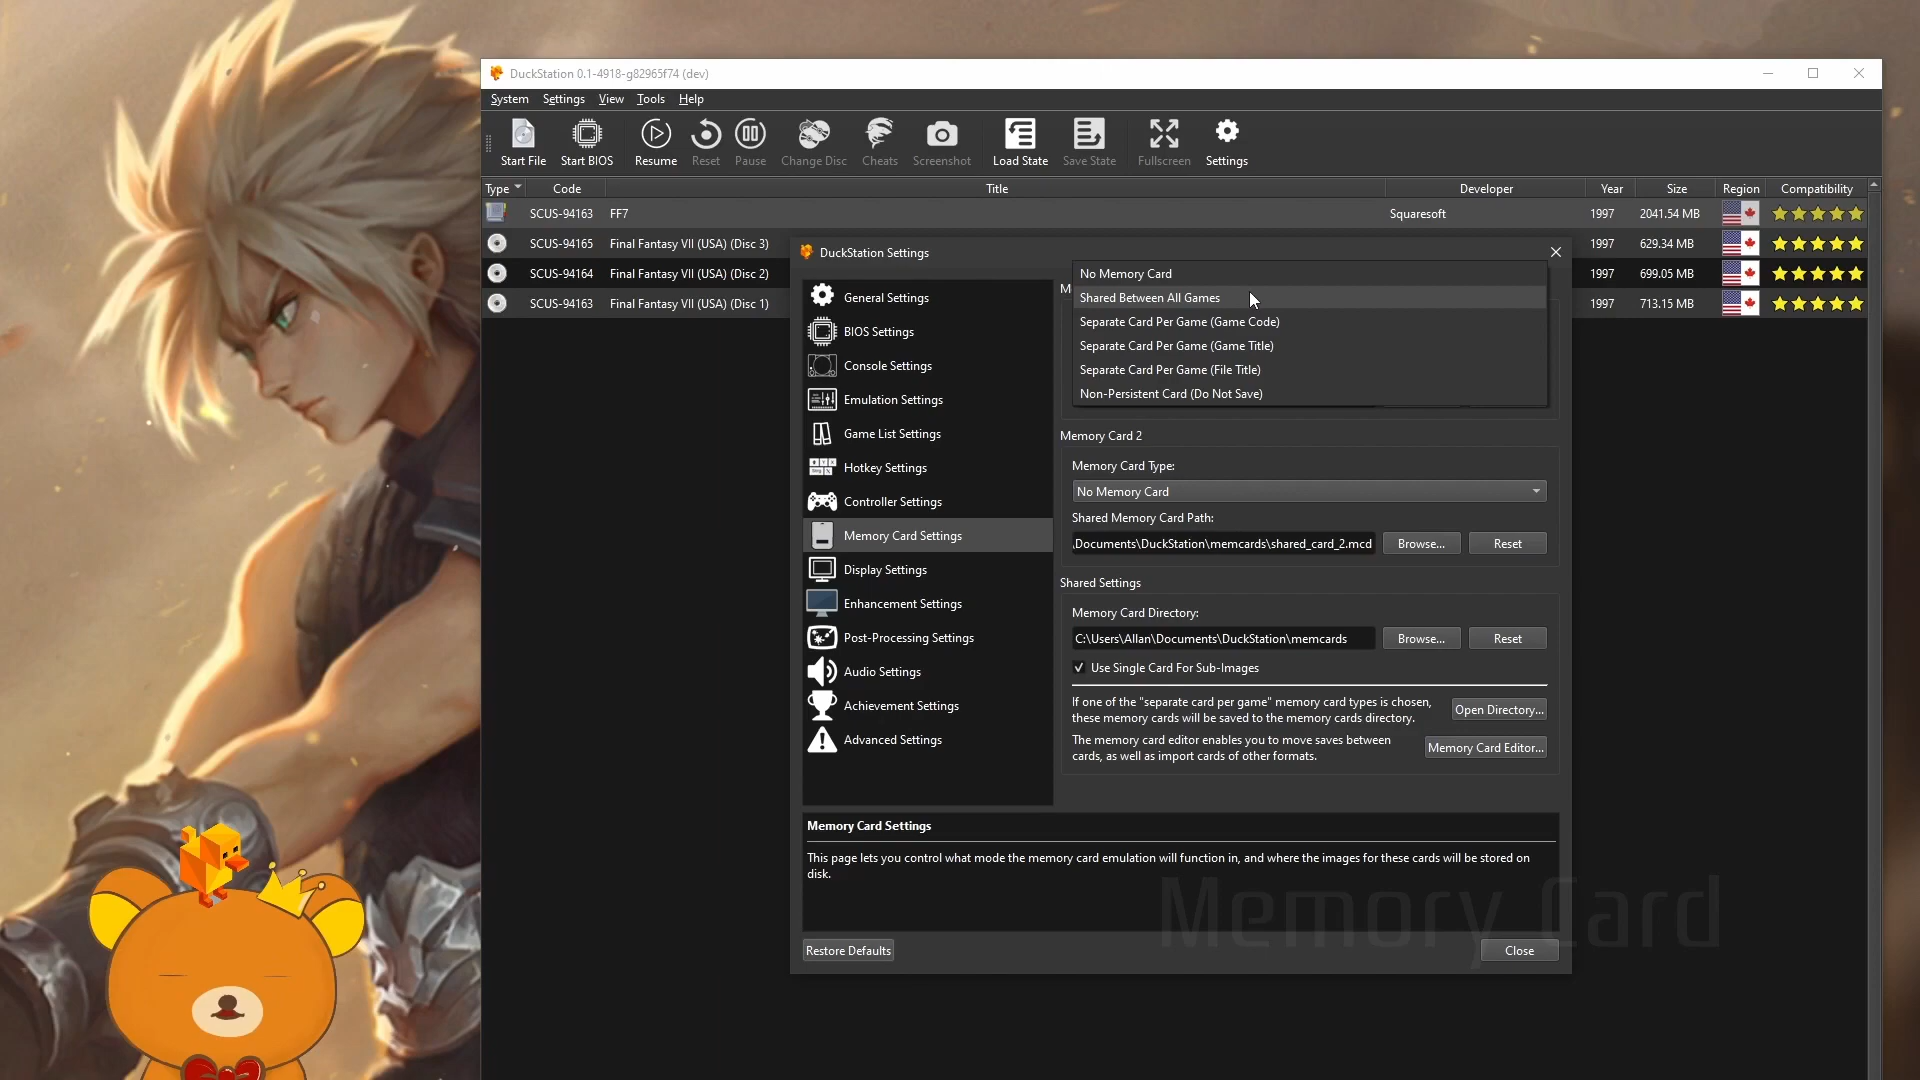 DuckStation 0.1-4918-g82965f74 (dev)
System Settings View Tools Help
Start File Start BIOS Resume Reset Pause Change Disc Cheats Screenshot Load State Save State Fullscreen Settings
Type Code Title Developer Year Size Region Compatibility
SCUS-94163 FF7 Squaresoft 1997 2041.54 MB
SCUS-94165 Final Fantasy VII (USA) (Disc 3) 1997 629.34 MB
SCUS-94164 Final Fantasy VII (USA) (Disc 2) 1997 699.05 MB
SCUS-94163 Final Fantasy VII (USA) (Disc 1) 1997 713.15 MB
DuckStation Settings
General Settings
BIOS Settings
Console Settings
Emulation Settings
Game List Settings
Hotkey Settings
Controller Settings
Memory Card Settings
Display Settings
Enhancement Settings
Post-Processing Settings
Audio Settings
Achievement Settings
Advanced Settings
No Memory Card
M
Shared Between All Games
Separate Card Per Game (Game Code)
Separate Card Per Game (Game Title)
Separate Card Per Game (File Title)
Non-Persistent Card (Do Not Save)
Memory Card 2
Memory Card Type:
No Memory Card
Shared Memory Card Path:
\Documents\DuckStation\memcards\shared_card_2.mcd Browse... Reset
Shared Settings
Memory Card Directory:
C:\Users\Allan\Documents\DuckStation\memcards Browse... Reset
Use Single Card For Sub-Images
If one of the "separate card per game" memory card types is chosen,
these memory cards will be saved to the memory cards directory.
Open Directory...
The memory card editor enables you to move saves between
cards, as well as import cards of other formats.
Memory Card Editor...
Memory Card Settings
This page lets you control what mode the memory card emulation will function in, and where the images for these cards will be stored on
disk.
Memory Card
Restore Defaults Close